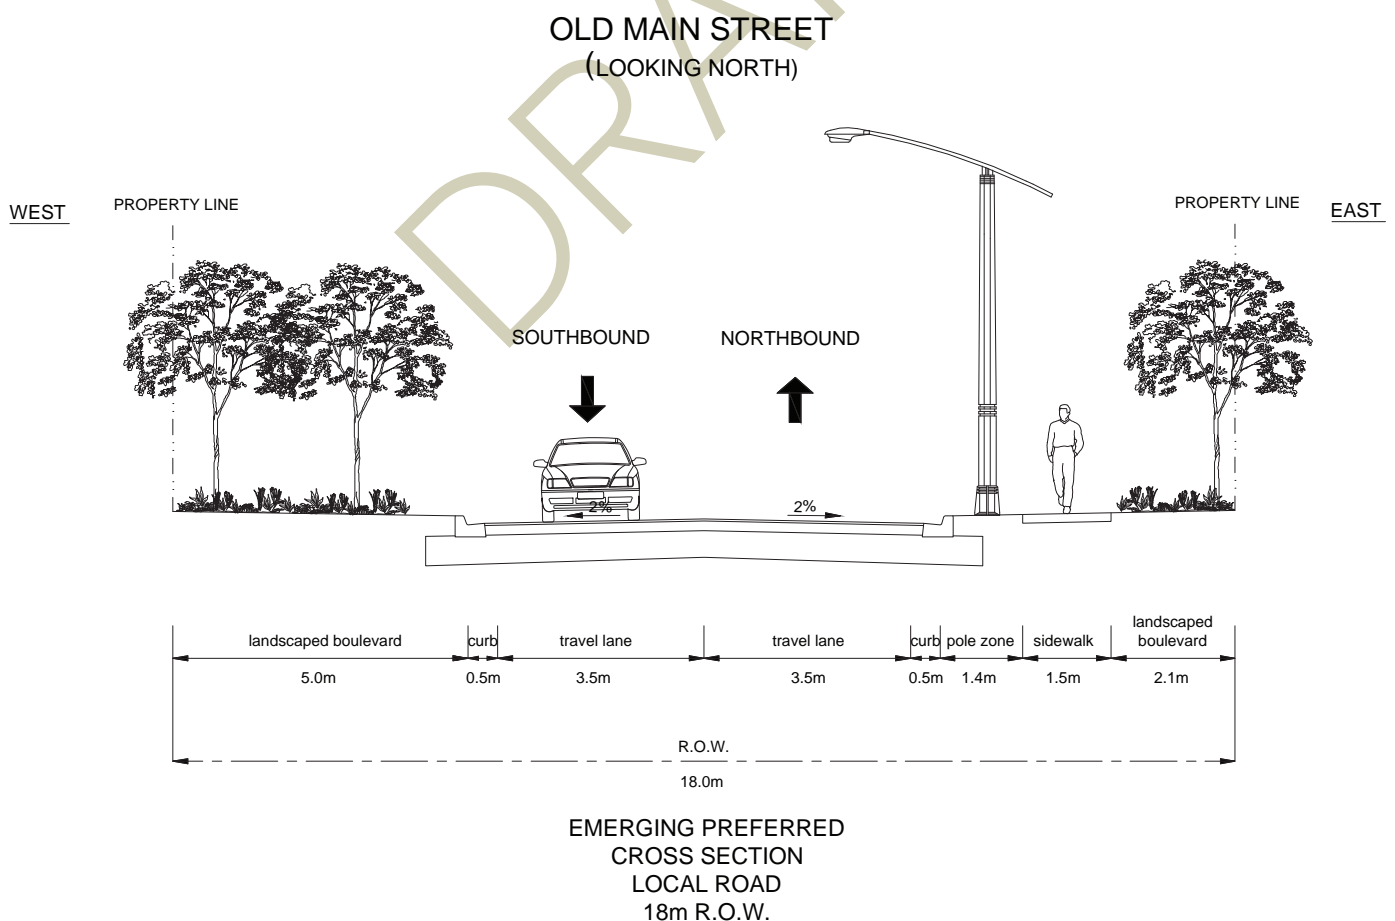 OLD MAIN STREET
(LOOKING NORTH)
WEST
PROPERTY LINE
PROPERTY LINE
EAST
SOUTHBOUND
NORTHBOUND
2%
2%
landscaped boulevard
curb
travel lane
travel lane
curb
pole zone
sidewalk
landscaped
boulevard
5.0m
0.5m
3.5m
3.5m
0.5m
1.4m
1.5m
2.1m
R.O.W.
18.0m
EMERGING PREFERRED
CROSS SECTION
LOCAL ROAD
18m R.O.W.